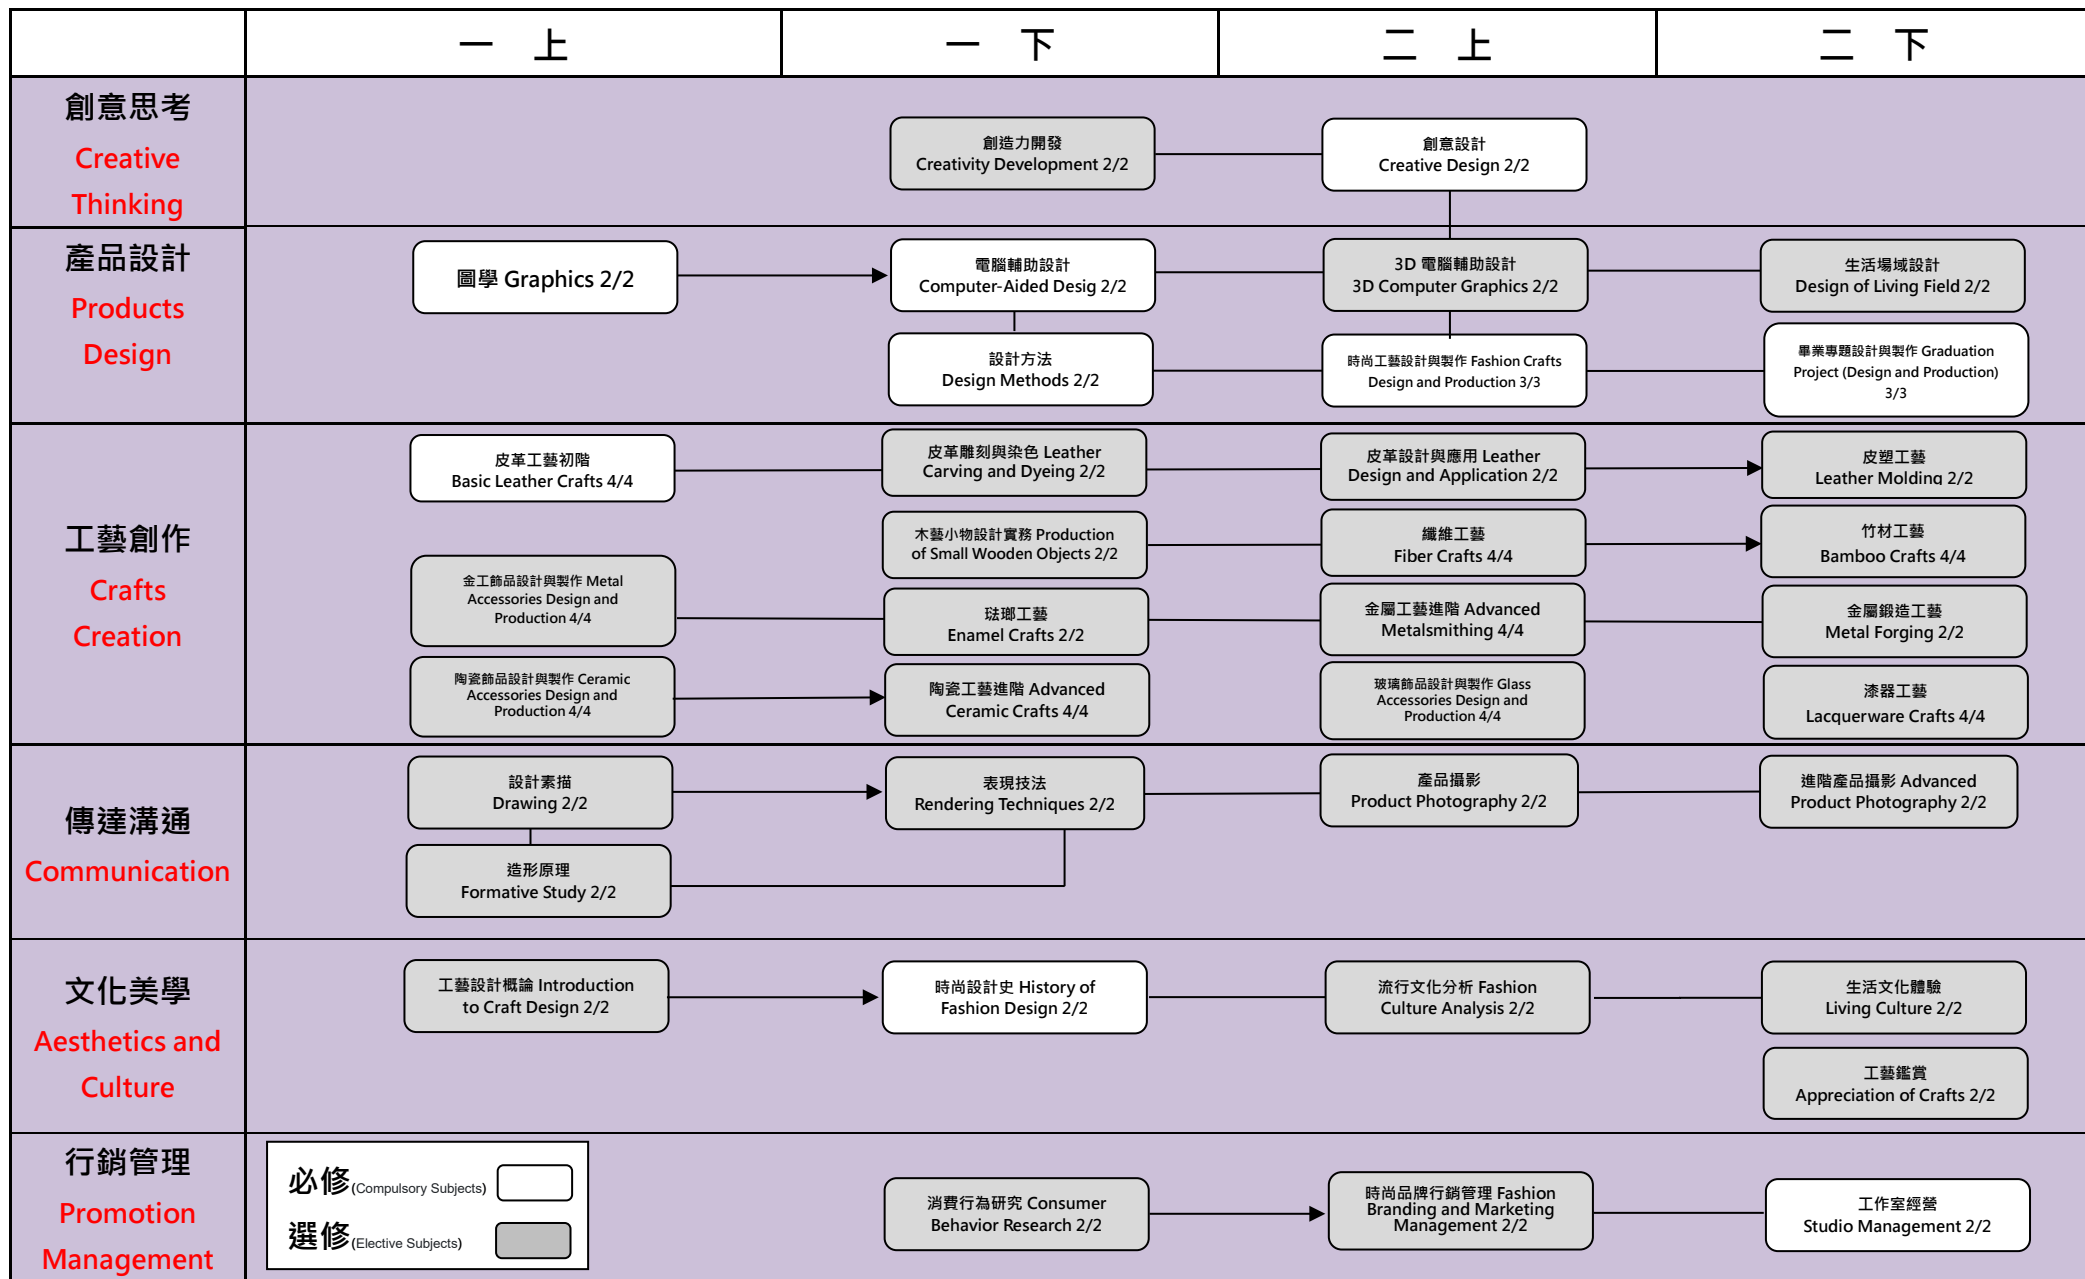 一 上
一 下
二 上
二 下
創意思考
Creative
Thinking
創造力開發
Creativity Development 2/2
創意設計
Creative Design 2/2
產品設計
Products
Design
圖學 Graphics 2/2
電腦輔助設計
Computer-Aided Desig 2/2
3D 電腦輔助設計
3D Computer Graphics 2/2
生活場域設計
Design of Living Field 2/2
設計方法
Design Methods 2/2
時尚工藝設計與製作 Fashion Crafts
Design and Production 3/3
畢業專題設計與製作 Graduation
Project (Design and Production)
3/3
工藝創作
Crafts
Creation
皮革工藝初階
Basic Leather Crafts 4/4
皮革雕刻與染色 Leather
Carving and Dyeing 2/2
皮革設計與應用 Leather
Design and Application 2/2
皮塑工藝
Leather Molding 2/2
木藝小物設計實務 Production
of Small Wooden Objects 2/2
纖維工藝
Fiber Crafts 4/4
竹材工藝
Bamboo Crafts 4/4
金工飾品設計與製作 Metal
Accessories Design and
Production 4/4
琺瑯工藝
Enamel Crafts 2/2
金屬工藝進階 Advanced
Metalsmithing 4/4
金屬鍛造工藝
Metal Forging 2/2
陶瓷飾品設計與製作 Ceramic
Accessories Design and
Production 4/4
陶瓷工藝進階 Advanced
Ceramic Crafts 4/4
玻璃飾品設計與製作 Glass
Accessories Design and
Production 4/4
漆器工藝
Lacquerware Crafts 4/4
傳達溝通
Communication
設計素描
Drawing 2/2
表現技法
Rendering Techniques 2/2
產品攝影
Product Photography 2/2
進階產品攝影 Advanced
Product Photography 2/2
造形原理
Formative Study 2/2
文化美學
Aesthetics and
Culture
工藝設計概論 Introduction
to Craft Design 2/2
時尚設計史 History of
Fashion Design 2/2
流行文化分析 Fashion
Culture Analysis 2/2
生活文化體驗
Living Culture 2/2
工藝鑑賞
Appreciation of Crafts 2/2
行銷管理
Promotion
Management
必修(Compulsory Subjects)
選修(Elective Subjects)
消費行為研究 Consumer
Behavior Research 2/2
時尚品牌行銷管理 Fashion
Branding and Marketing
Management 2/2
工作室經營
Studio Management 2/2